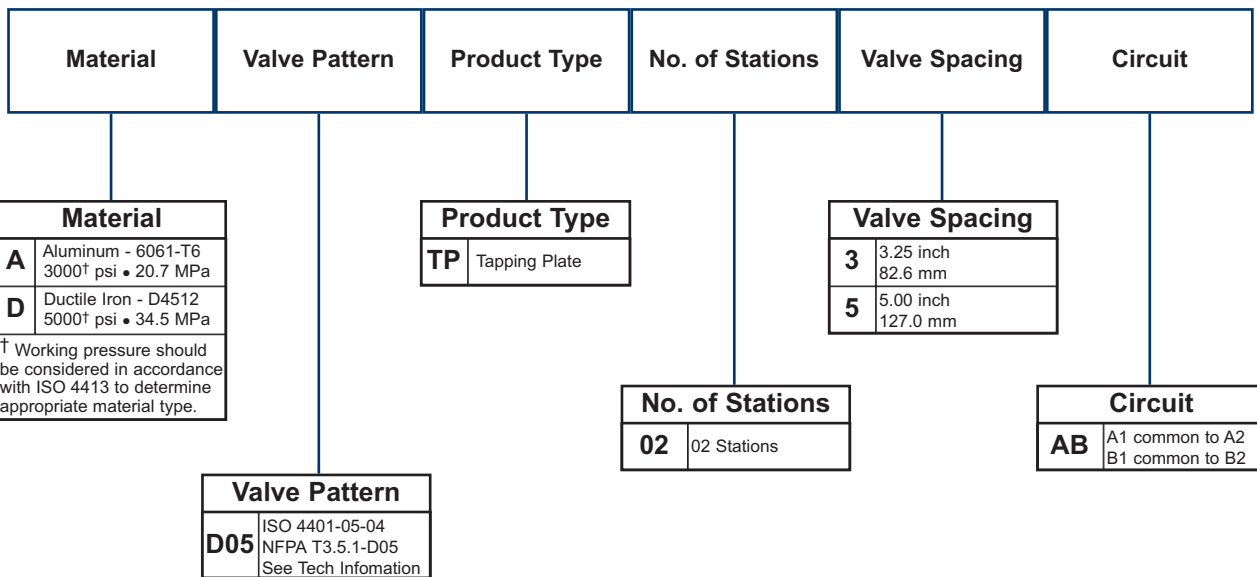 Material
Valve Pattern
Product Type
No. of Stations
Valve Spacing
Circuit
Material
A
Aluminum - 6061-T6
3000† psi • 20.7 MPa
D
Ductile Iron - D4512
5000† psi • 34.5 MPa
† Working pressure should
be considered in accordance
with ISO 4413 to determine
appropriate material type.
Product Type
TP
Tapping Plate
Valve Spacing
3
3.25 inch
82.6 mm
5
5.00 inch
127.0 mm
No. of Stations
02
02 Stations
Circuit
AB
A1 common to A2
B1 common to B2
Valve Pattern
D05
ISO 4401-05-04
NFPA T3.5.1-D05
See Tech Infomation